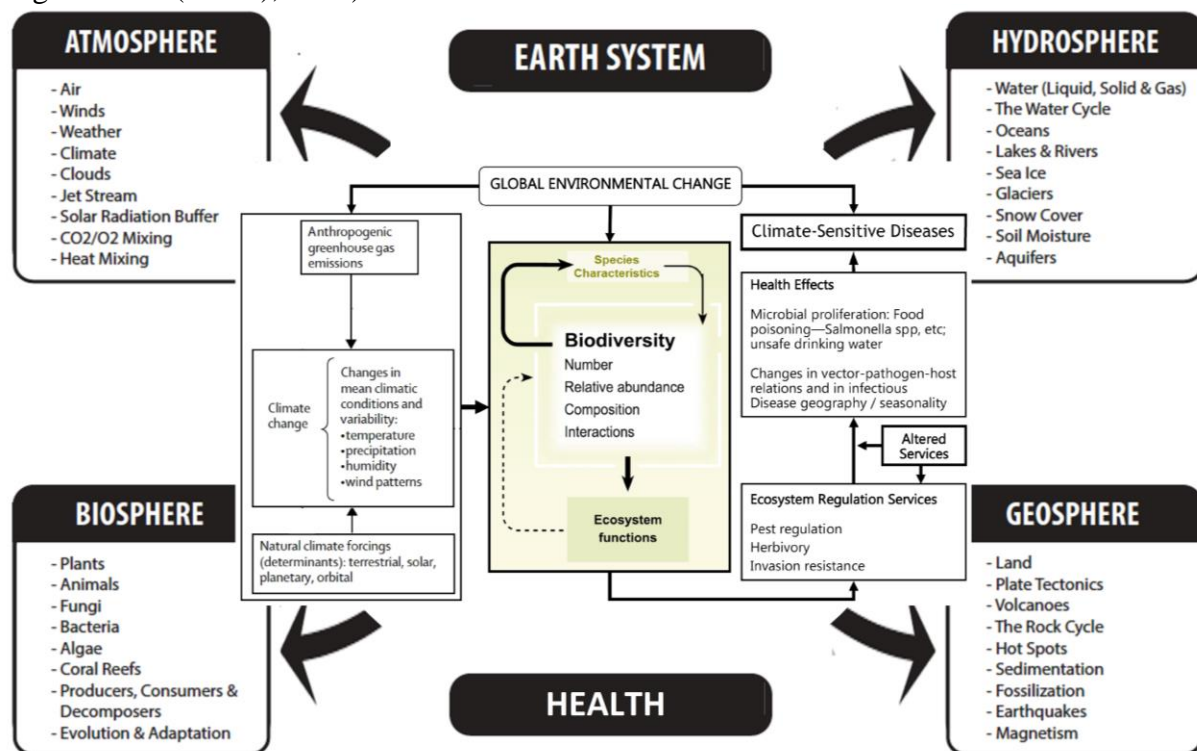 ATMOSPHERE
- Air
- Winds
- Weather
- Climate
- Clouds
- Jet Stream
- Solar Radiation Buffer
- CO2/O2 Mixing
- Heat Mixing
EARTH SYSTEM
HYDROSPHERE
- Water (Liquid, Solid & Gas)
- The Water Cycle
- Oceans
- Lakes & Rivers
- Sea Ice
- Glaciers
- Snow Cover
- Soil Moisture
- Aquifers
GLOBAL ENVIRONMENTAL CHANGE
Anthropogenic
greenhouse gas
emissions
Climate
change
Changes in
mean climatic
conditions and
variability:
•temperature
•precipitation
•humidity
•wind patterns
Natural climate forcings
(determinants): terrestrial, solar,
planetary, orbital
Species
Characteristics
Biodiversity
Number
Relative abundance
Composition
Interactions
Ecosystem
functions
Climate-Sensitive Diseases
Health Effects
Microbial proliferation: Food
poisoning—Salmonella spp, etc;
unsafe drinking water
Changes in vector-pathogen-host
relations and in infectious
Disease geography / seasonality
Altered
Services
Ecosystem Regulation Services
Pest regulation
Herbivory
Invasion resistance
BIOSPHERE
- Plants
- Animals
- Fungi
- Bacteria
- Algae
- Coral Reefs
- Producers, Consumers &
Decomposers
- Evolution & Adaptation
HEALTH
GEOSPHERE
- Land
- Plate Tectonics
- Volcanoes
- The Rock Cycle
- Hot Spots
- Sedimentation
- Fossilization
- Earthquakes
- Magnetism